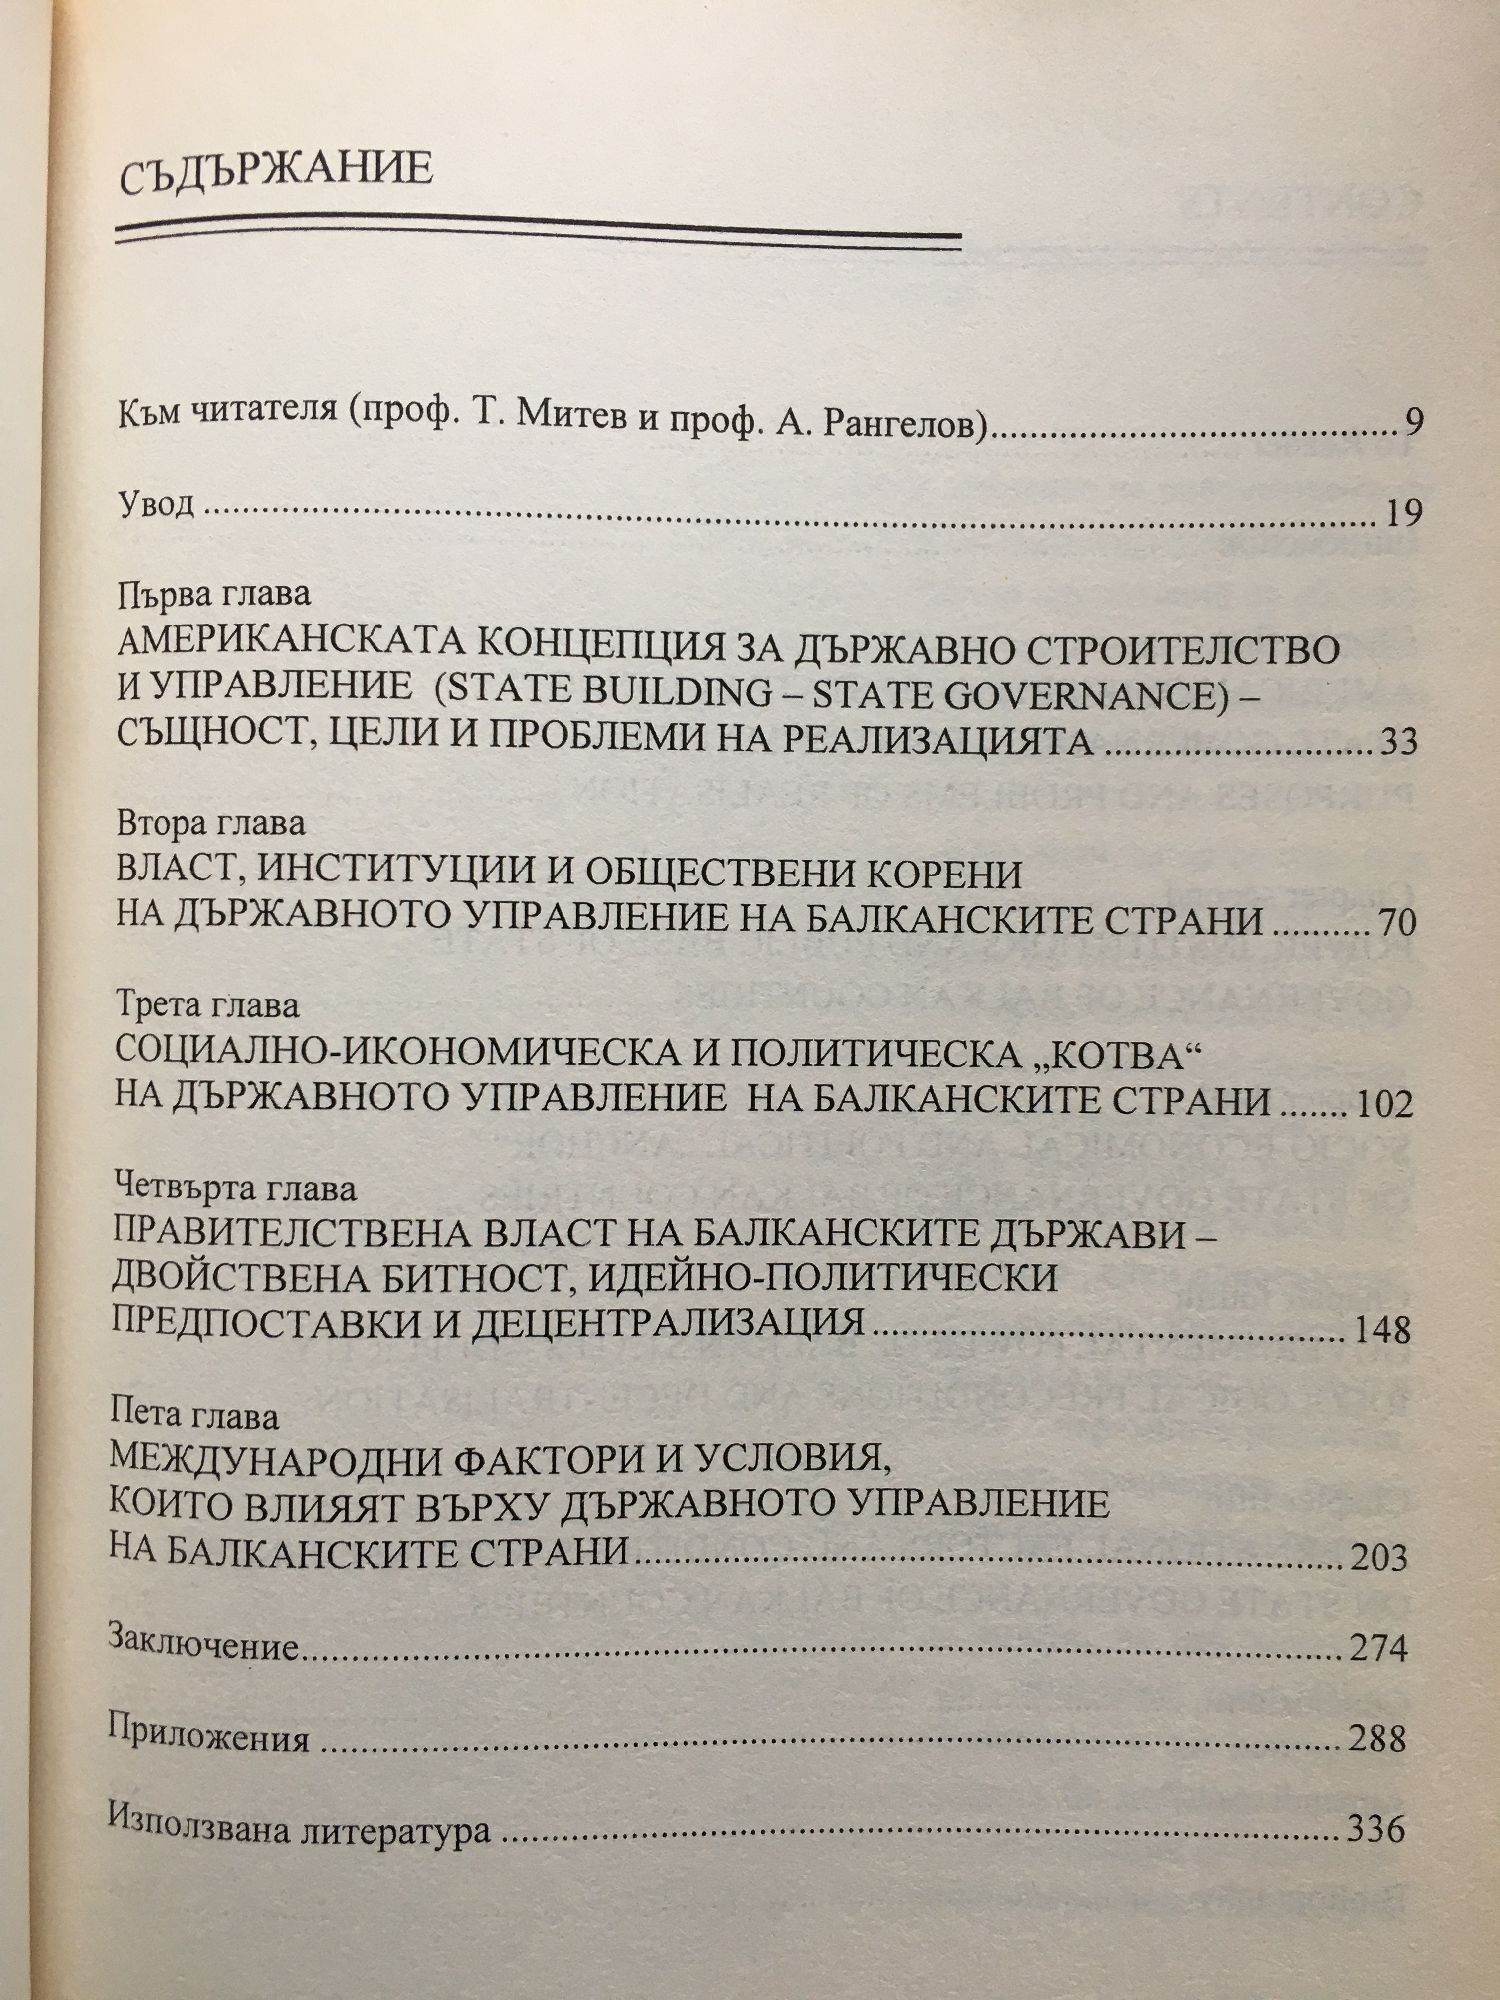 СЪДЪРЖАНИЕ
Към читателя (проф. Т. Митев и проф. А. Рангелов)............................................ 9
Увод .................................................................................................. 19
Първа глава
АМЕРИКАНСКАТА КОНЦЕПЦИЯ ЗА ДЪРЖАВНО СТРОИТЕЛСТВО
И УПРАВЛЕНИЕ (STATE BUILDING – STATE GOVERNANCE) –
СЪЩНОСТ, ЦЕЛИ И ПРОБЛЕМИ НА РЕАЛИЗАЦИЯТА .......................... 33
Втора глава
ВЛАСТ, ИНСТИТУЦИИ И ОБЩЕСТВЕНИ КОРЕНИ
НА ДЪРЖАВНОТО УПРАВЛЕНИЕ НА БАЛКАНСКИТЕ СТРАНИ .......... 70
Трета глава
СОЦИАЛНО-ИКОНОМИЧЕСКА И ПОЛИТИЧЕСКА „КОТВА“
НА ДЪРЖАВНОТО УПРАВЛЕНИЕ НА БАЛКАНСКИТЕ СТРАНИ ....... 102
Четвърта глава
ПРАВИТЕЛСТВЕНА ВЛАСТ НА БАЛКАНСКИТЕ ДЪРЖАВИ –
ДВОЙСТВЕНА БИТНОСТ, ИДЕЙНО-ПОЛИТИЧЕСКИ
ПРЕДПОСТАВКИ И ДЕЦЕНТРАЛИЗАЦИЯ ............................................. 148
Пета глава
МЕЖДУНАРОДНИ ФАКТОРИ И УСЛОВИЯ,
КОИТО ВЛИЯЯТ ВЪРХУ ДЪРЖАВНОТО УПРАВЛЕНИЕ
НА БАЛКАНСКИТЕ СТРАНИ.................................................................... 203
Заключение.................................................................................................. 274
Приложения ................................................................................................ 288
Използвана литература ............................................................................... 336